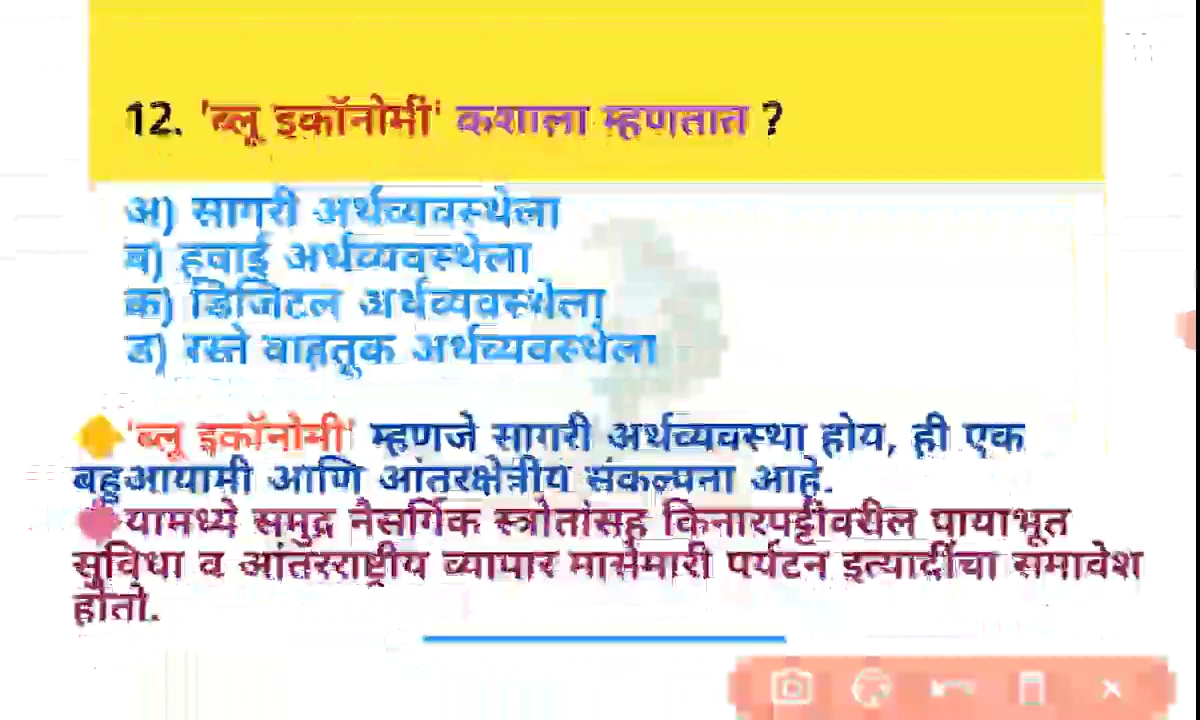 12. 'ब्लू इकॉनोमी' कशाला म्हणतात ?
अ) सागरी अर्थव्यवस्थेला
ब) हवाई अर्थव्यवस्थेला
क) डिजिटल अर्थव्यवस्थेला
ड) रस्ते वाहतूक अर्थव्यवस्थेला
'ब्लू इकॉनोमी' म्हणजे सागरी अर्थव्यवस्था होय, ही एक
बहुआयामी आणि आंतरक्षेत्रीय संकल्पना आहे.
यामध्ये समुद्र नैसर्गिक स्त्रोतांसह किनारपट्टीवरील पायाभूत
सुविधा व आंतरराष्ट्रीय व्यापार मासेमारी पर्यटन इत्यादींचा समावेश
होतो.